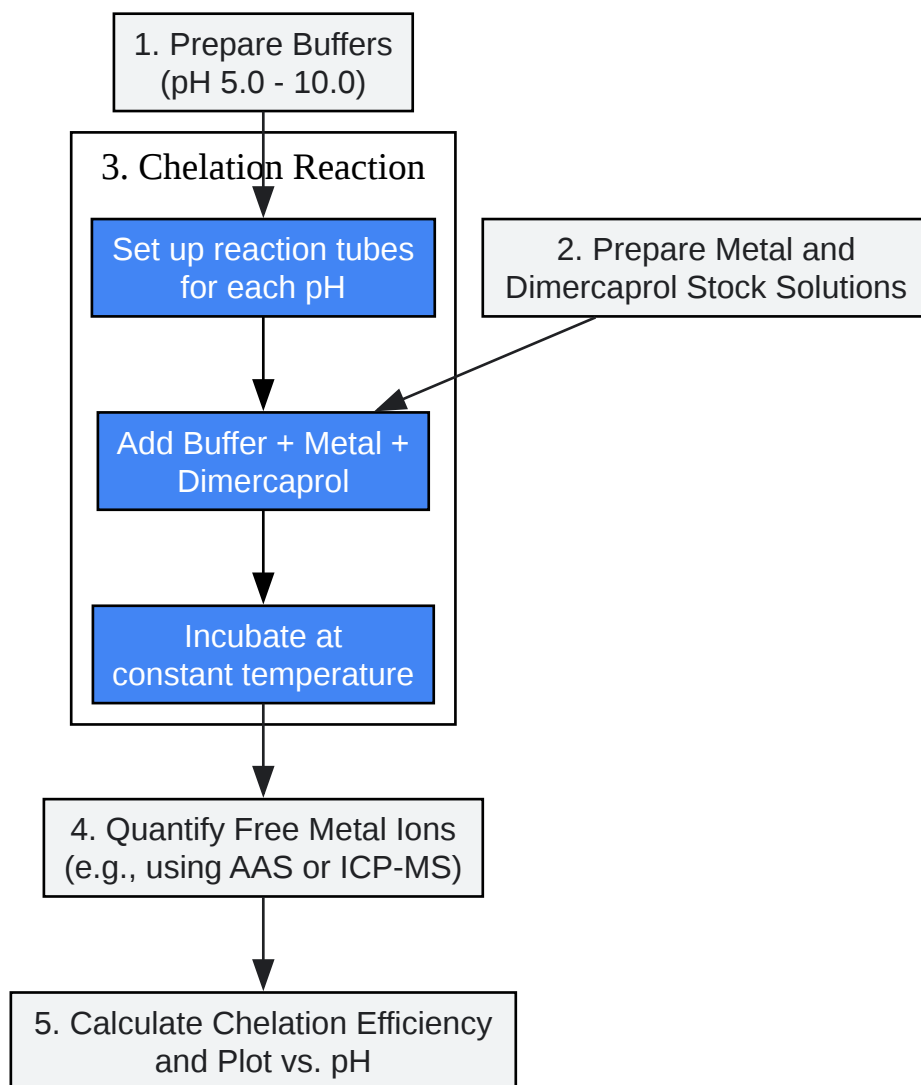 1. Prepare Buffers
(pH 5.0 - 10.0)
3. Chelation Reaction
Set up reaction tubes
for each pH
2. Prepare Metal and
Dimercaprol Stock Solutions
Add Buffer + Metal +
Dimercaprol
Incubate at
constant temperature
4. Quantify Free Metal Ions
(e.g., using AAS or ICP-MS)
5. Calculate Chelation Efficiency
and Plot vs. pH